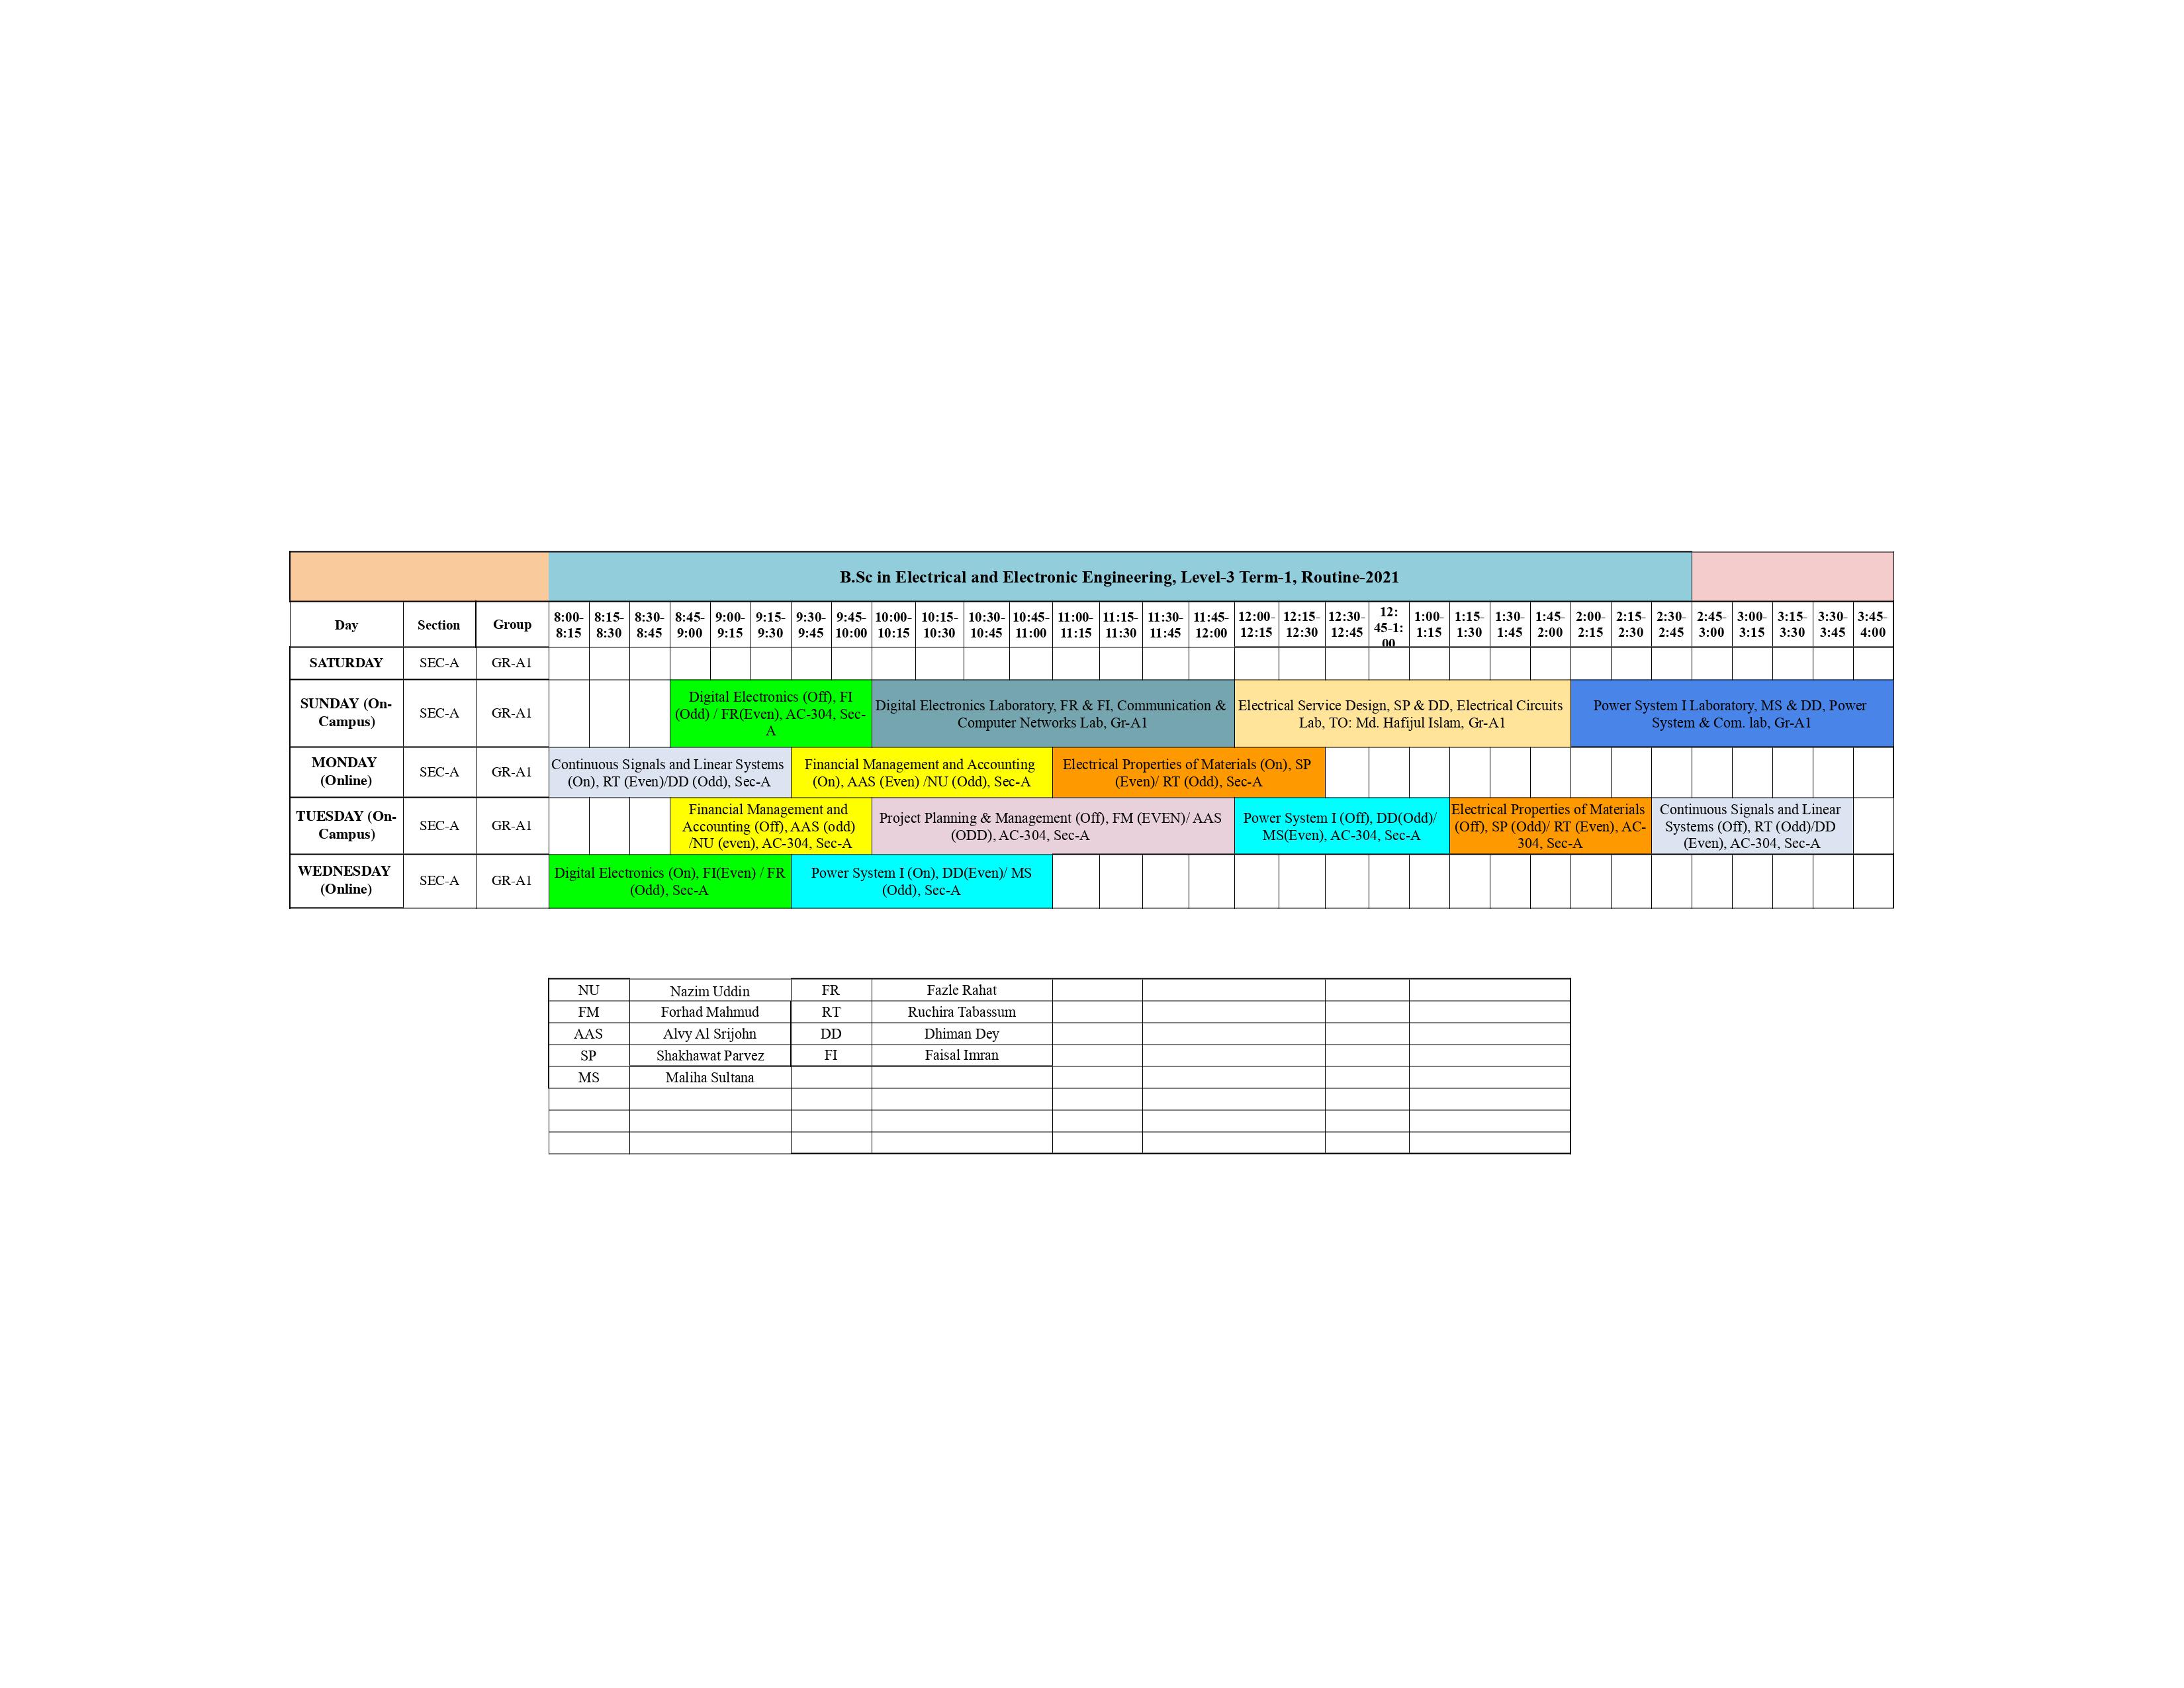 B.Sc in Electrical and Electronic Engineering, Level-3 Term-1, Routine-2021
Day Section Group 8:00-8:15 8:15-8:30 8:30-8:45 8:45-9:00 9:00-9:15 9:15-9:30 9:30-9:45 9:45-10:00 10:00-10:15 10:15-10:30 10:30-10:45 10:45-11:00 11:00-11:15 11:15-11:30 11:30-11:45 11:45-12:00 12:00-12:15 12:15-12:30 12:30-12:45 12:45-1:00 1:00-1:15 1:15-1:30 1:30-1:45 1:45-2:00 2:00-2:15 2:15-2:30 2:30-2:45 2:45-3:00 3:00-3:15 3:15-3:30 3:30-3:45 3:45-4:00
SATURDAY SEC-A GR-A1
SUNDAY (On-
Campus)
SEC-A GR-A1
Digital Electronics (Off), FI
(Odd) / FR(Even), AC-304, Sec-
A
Digital Electronics Laboratory, FR & FI, Communication &
Computer Networks Lab, Gr-A1
Electrical Service Design, SP & DD, Electrical Circuits
Lab, TO: Md. Hafijul Islam, Gr-A1
Power System I Laboratory, MS & DD, Power
System & Com. lab, Gr-A1
MONDAY
(Online)
SEC-A GR-A1
Continuous Signals and Linear Systems
(On), RT (Even)/DD (Odd), Sec-A
Financial Management and Accounting
(On), AAS (Even) /NU (Odd), Sec-A
Electrical Properties of Materials (On), SP
(Even)/ RT (Odd), Sec-A
TUESDAY (On-
Campus)
SEC-A GR-A1
Financial Management and
Accounting (Off), AAS (odd)
/NU (even), AC-304, Sec-A
Project Planning & Management (Off), FM (EVEN)/ AAS
(ODD), AC-304, Sec-A
Power System I (Off), DD(Odd)/
MS(Even), AC-304, Sec-A
Electrical Properties of Materials
(Off), SP (Odd)/ RT (Even), AC-
304, Sec-A
Continuous Signals and Linear
Systems (Off), RT (Odd)/DD
(Even), AC-304, Sec-A
WEDNESDAY
(Online)
SEC-A GR-A1
Digital Electronics (On), FI(Even) / FR
(Odd), Sec-A
Power System I (On), DD(Even)/ MS
(Odd), Sec-A
NU Nazim Uddin FR Fazle Rahat
FM Forhad Mahmud RT Ruchira Tabassum
AAS Alvy Al Srijohn DD Dhiman Dey
SP Shakhawat Parvez FI Faisal Imran
MS Maliha Sultana